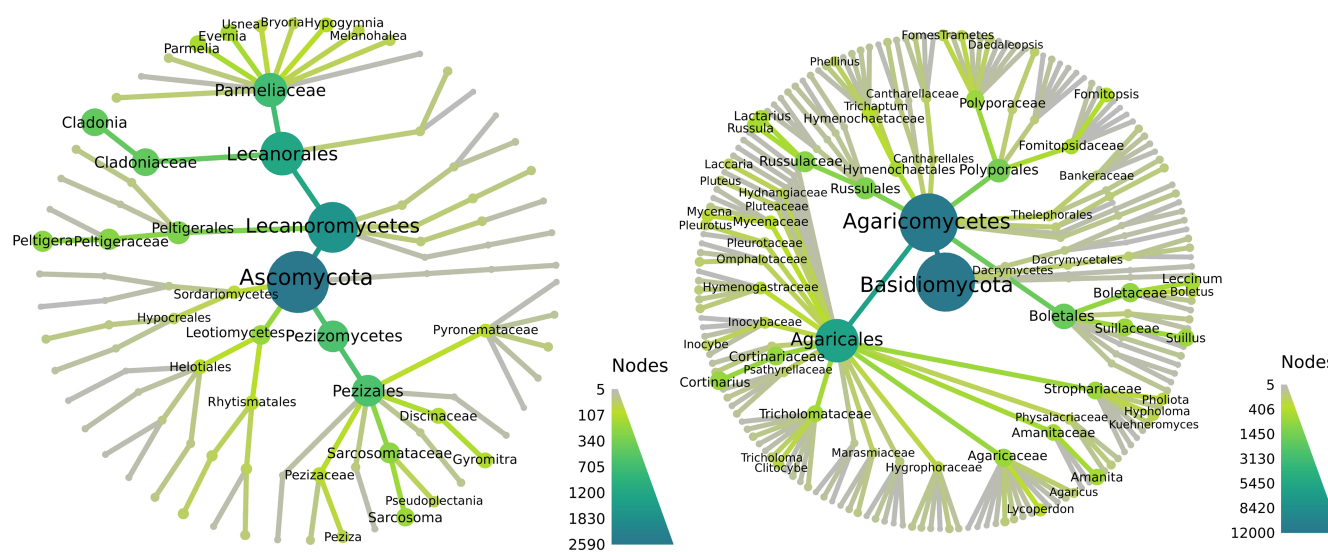 Usnea
Bryoria
Hypogymnia
Evernia
Melanohalea
Parmelia
Parmeliaceae
Cladonia
Cladoniaceae
Lecanorales
Peltigerales
Lecanoromycetes
Peltigera
Peltigeraceae
Ascomycota
Sordariomycetes
Hypocreales
Leotiomycetes
Pezizomycetes
Pyronemataceae
Helotiales
Pezizales
Rhytismatales
Discinaceae
Sarcosomataceae
Gyromitra
Pezizaceae
Pseudoplectania
Sarcosoma
Peziza
Nodes
5
107
340
705
1200
1830
2590
Fomes
Trametes
Daedaleopsis
Phellinus
Cantharellaceae
Polyporaceae
Fomitopsis
Trichaptum
Lactarius
Hymenochaetaceae
Russula
Fomitopsidaceae
Cantharellales
Russulaceae
Laccaria
Hymenochaetales
Polyporales
Bankeraceae
Pluteus
Russulales
Hydnangiaceae
Pluteaceae
Mycena
Thelephorales
Pleurotus
Mycenaceae
Agaricomycetes
Pleurotaceae
Omphalotaceae
Dacrymycetales
Dacrymycetes
Basidiomycota
Leccinum
Hymenogastraceae
Boletaceae
Boletus
Boletales
Inocybaceae
Suillaceae
Agaricales
Suillus
Inocybe
Cortinariaceae
Psathyrellaceae
Cortinarius
Strophariaceae
Pholiota
Tricholomataceae
Hypholoma
Physalacriaceae
Kuehneromyces
Amanitaceae
Marasmiaceae
Agaricaceae
Tricholoma
Clitocybe
Hygrophoraceae
Amanita
Agaricus
Lycoperdon
Nodes
5
406
1450
3130
5450
8420
12000